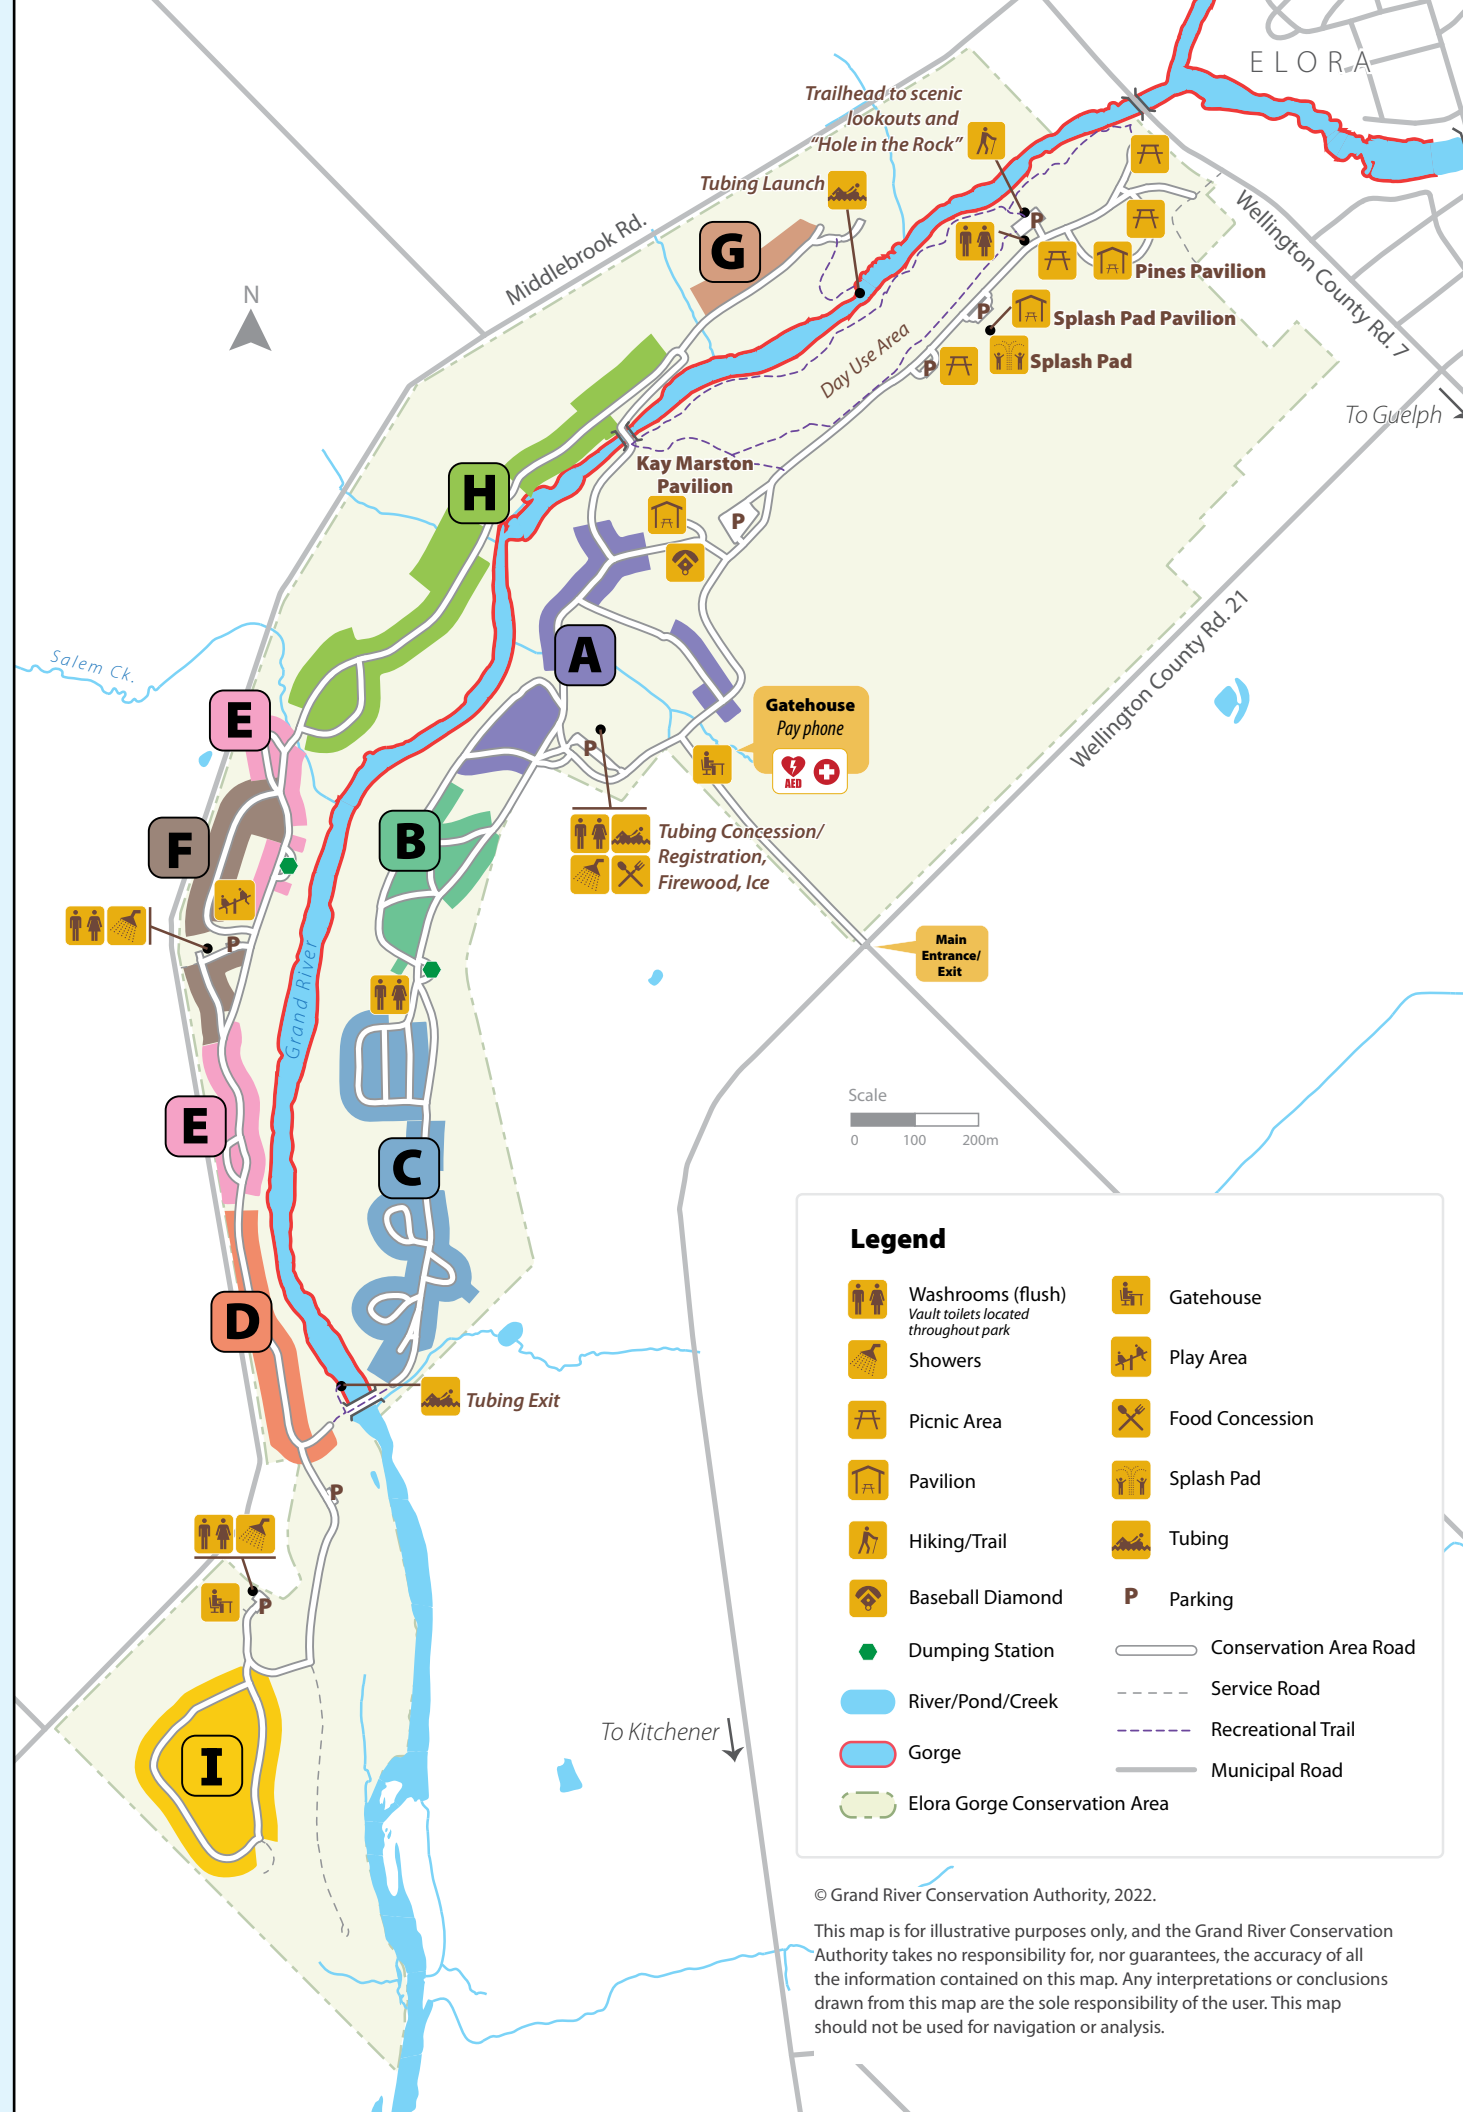 ELORA
Trailhead to scenic
lookouts and
“Hole in the Rock”
Tubing Launch
Middlebrook Rd.
G
P
Wellington County Rd. 7
Pines Pavilion
N
P
Splash Pad Pavilion
Day Use Area
P
Splash Pad
To Guelph
Kay Marston
Pavilion
H
P
Wellington County Rd. 21
A
Salem Ck.
E
Gatehouse
Pay phone
AED
P
F
B
Tubing Concession/
Registration,
Firewood, Ice
P
Main
Entrance/
Exit
Grand River
Scale
0 100 200m
E
C
D
Tubing Exit
P
P
I
To Kitchener
Legend
Washrooms (flush)
Vault toilets located
throughout park
Showers
Picnic Area
Pavilion
Hiking/Trail
Baseball Diamond
Dumping Station
River/Pond/Creek
Gorge
Elora Gorge Conservation Area
Gatehouse
Play Area
Food Concession
Splash Pad
Tubing
P Parking
Conservation Area Road
Service Road
Recreational Trail
Municipal Road
© Grand River Conservation Authority, 2022.
This map is for illustrative purposes only, and the Grand River Conservation
Authority takes no responsibility for, nor guarantees, the accuracy of all
the information contained on this map. Any interpretations or conclusions
drawn from this map are the sole responsibility of the user. This map
should not be used for navigation or analysis.